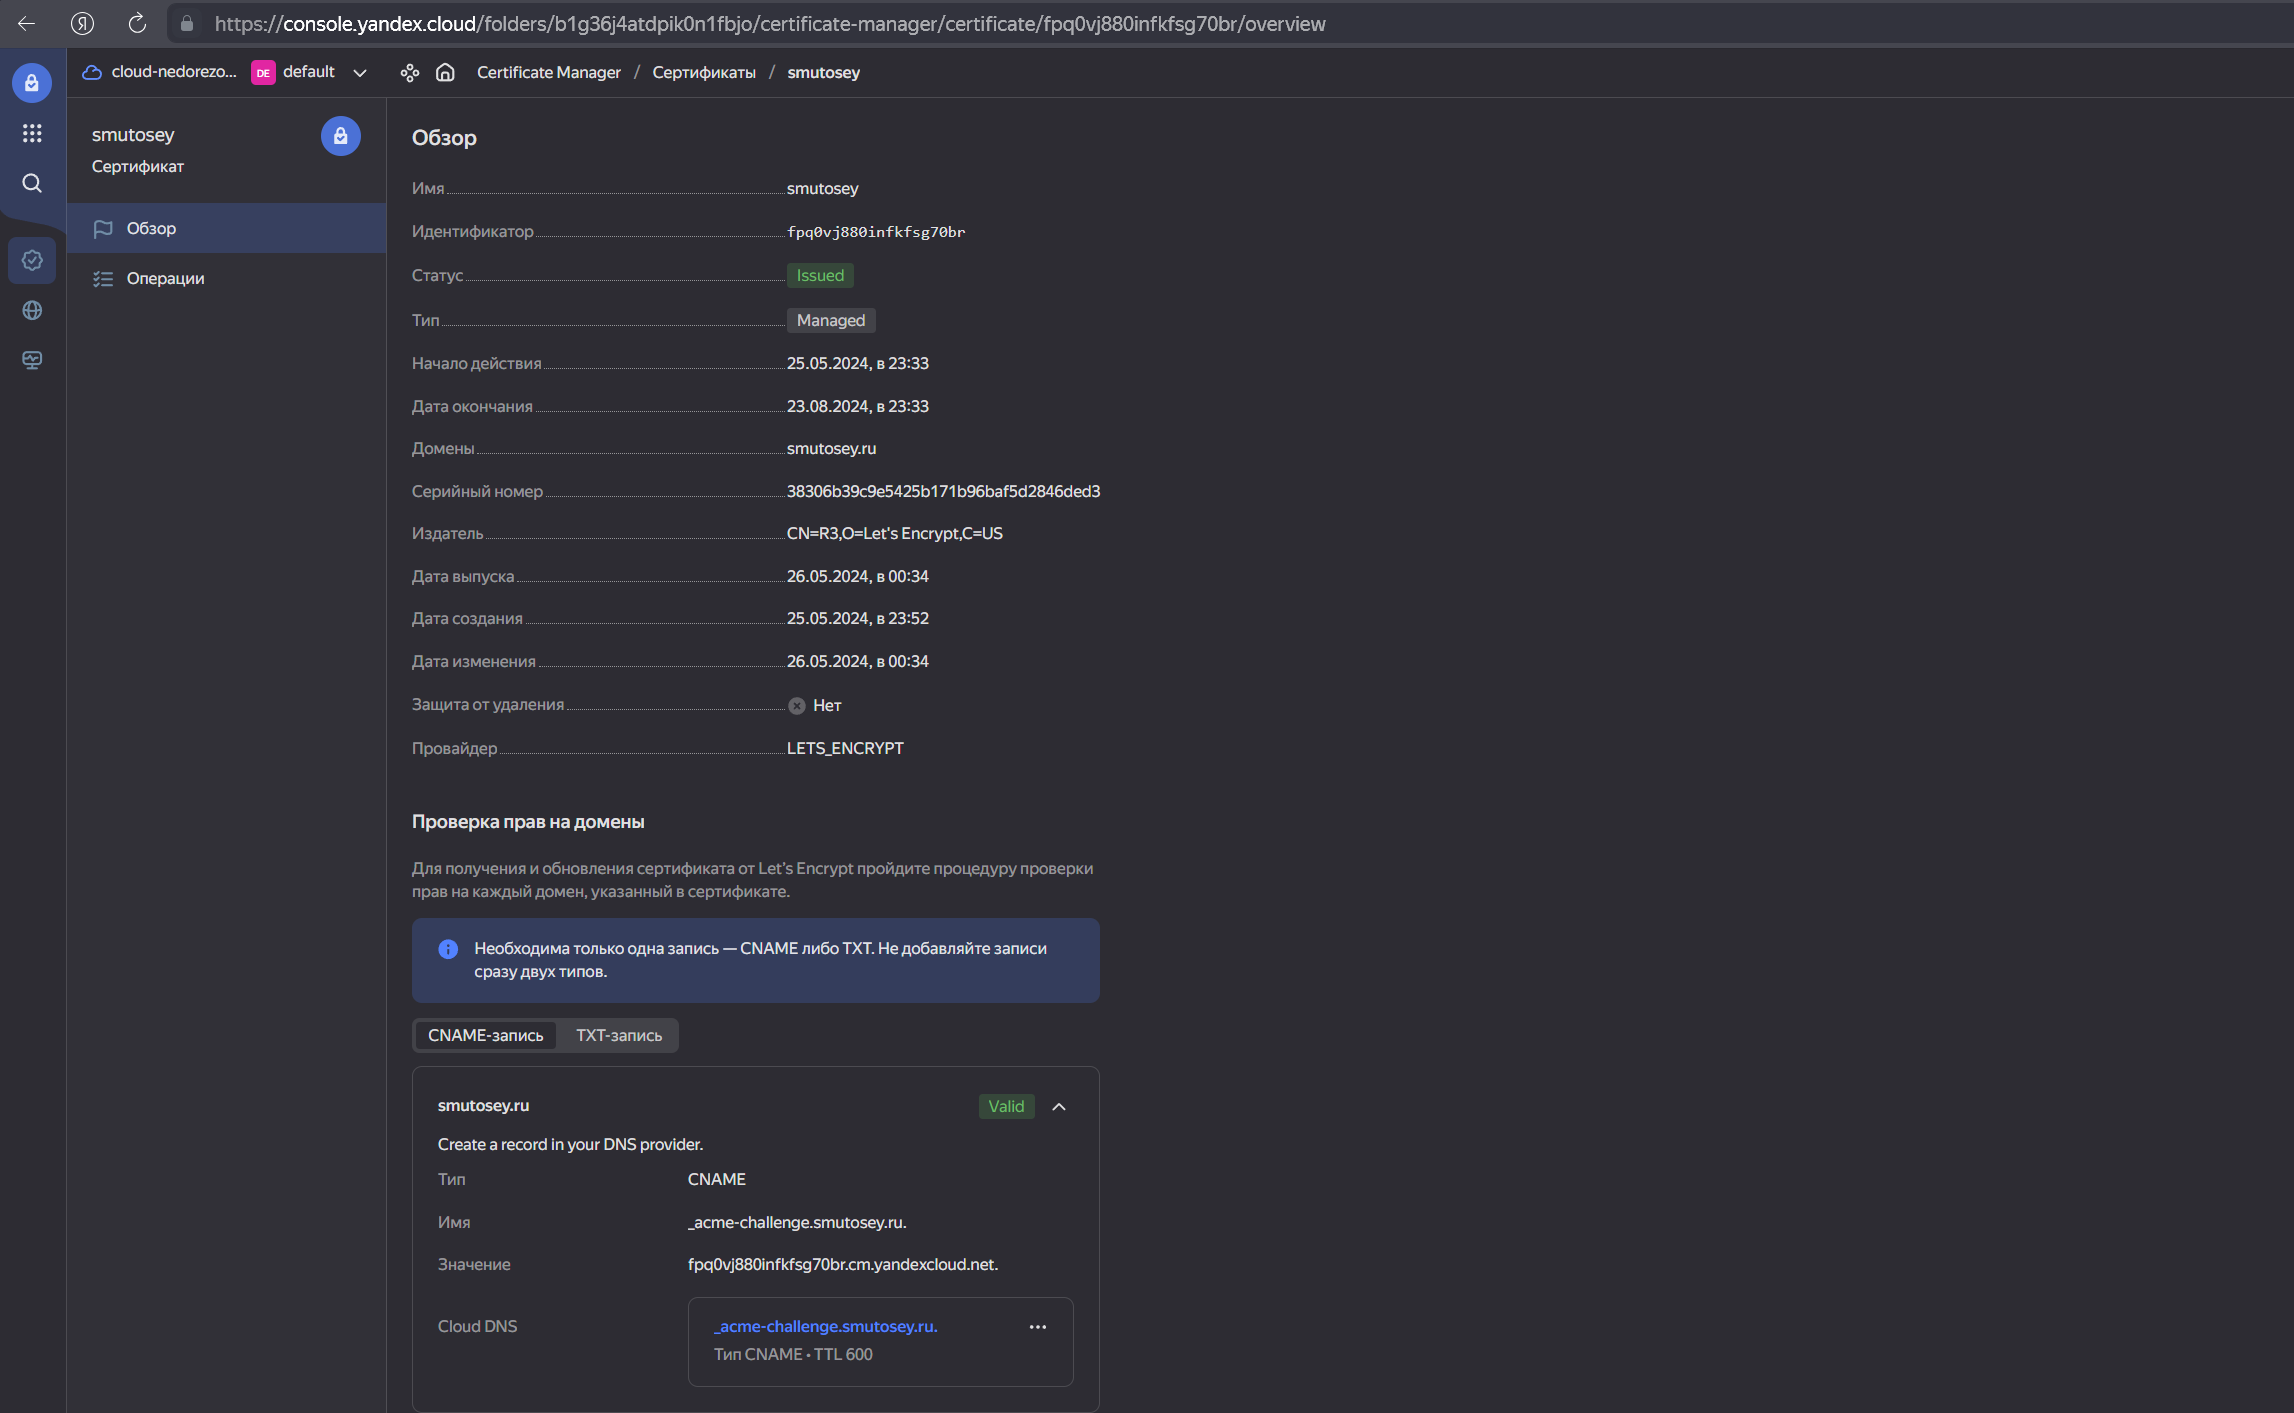 https://console.yandex.cloud/folders/b1g36j4atdpik0n1fbjo/certificate-manager/certificate/fpq0vj880infkfsg70br/overview
cloud-nedorezo... DE default Certificate Manager / Сертификаты / smutosey
smutosey
Сертификат
Обзор
Операции
Обзор
Имя smutosey
Идентификатор fpq0vj880infkfsg70br
Статус Issued
Тип Managed
Начало действия 25.05.2024, в 23:33
Дата окончания 23.08.2024, в 23:33
Домены smutosey.ru
Серийный номер 38306b39c9e5425b171b96baf5d2846ded3
Издатель CN=R3,O=Let's Encrypt,C=US
Дата выпуска 26.05.2024, в 00:34
Дата создания 25.05.2024, в 23:52
Дата изменения 26.05.2024, в 00:34
Защита от удаления Нет
Провайдер LETS_ENCRYPT
Проверка прав на домены
Для получения и обновления сертификата от Let's Encrypt пройдите процедуру проверки
прав на каждый домен, указанный в сертификате.
Необходима только одна запись — CNAME либо TXT. Не добавляйте записи
сразу двух типов.
CNAME-запись TXT-запись
smutosey.ru Valid
Create a record in your DNS provider.
Тип CNAME
Имя _acme-challenge.smutosey.ru.
Значение fpq0vj880infkfsg70br.cm.yandexcloud.net.
Cloud DNS _acme-challenge.smutosey.ru.
Тип CNAME • TTL 600